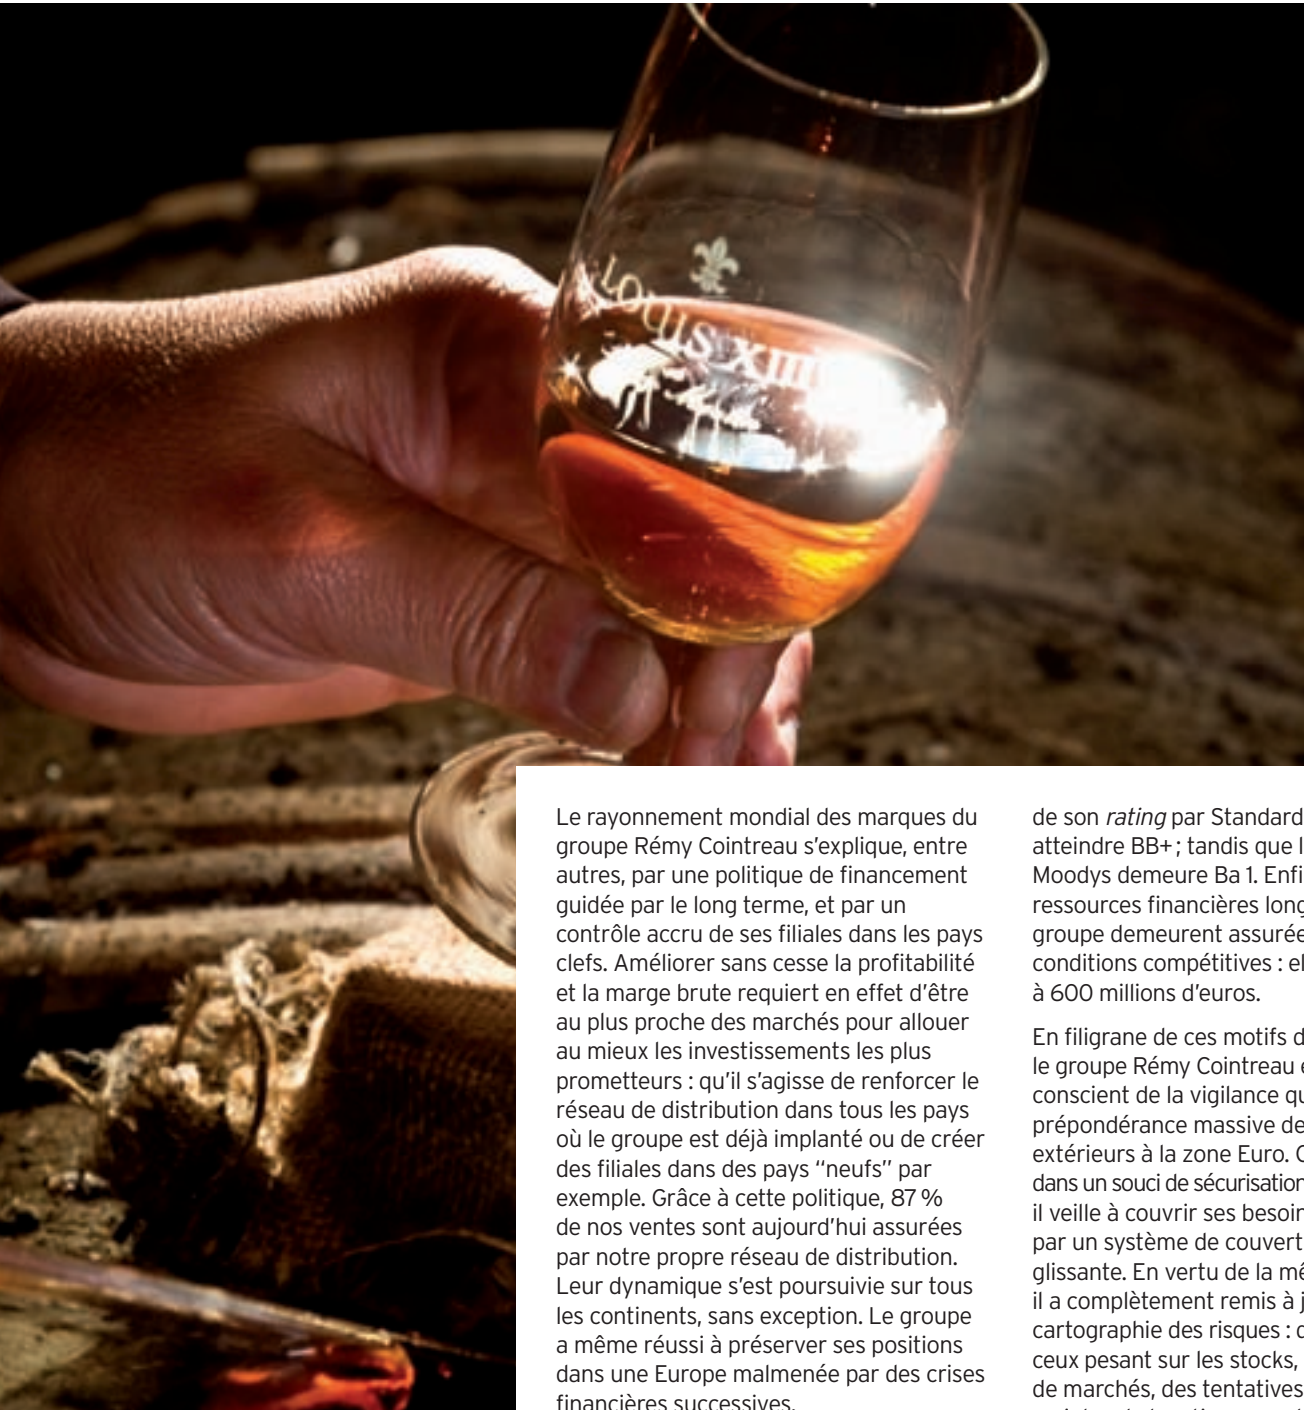 Louis XIII
Le rayonnement mondial des marques du
groupe Rémy Cointreau s’explique, entre
autres, par une politique de financement
guidée par le long terme, et par un
contrôle accru de ses filiales dans les pays
clefs. Améliorer sans cesse la profitabilité
et la marge brute requiert en effet d’être
au plus proche des marchés pour allouer
au mieux les investissements les plus
prometteurs : qu’il s’agisse de renforcer le
réseau de distribution dans tous les pays
où le groupe est déjà implanté ou de créer
des filiales dans des pays “neufs” par
exemple. Grâce à cette politique, 87 %
de nos ventes sont aujourd’hui assurées
par notre propre réseau de distribution.
Leur dynamique s’est poursuivie sur tous
les continents, sans exception. Le groupe
a même réussi à préserver ses positions
dans une Europe malmenée par des crises
financières successives.
de son rating par Standard
atteindre BB+ ; tandis que
Moodys demeure Ba 1.
ressources financières
groupe demeurent
conditions compétitives :
à 600 millions d’euros.
En filigrane de ces motifs
le groupe Rémy Cointreau
conscient de la vigilance
prépondérance massive
extérieurs à la zone Euro.
dans un souci de sécurisation
il veille à couvrir ses
par un système de
glissante. En vertu de la
il a complètement remis à
cartographie des risques :
ceux pesant sur les stocks,
de marchés, des tentatives